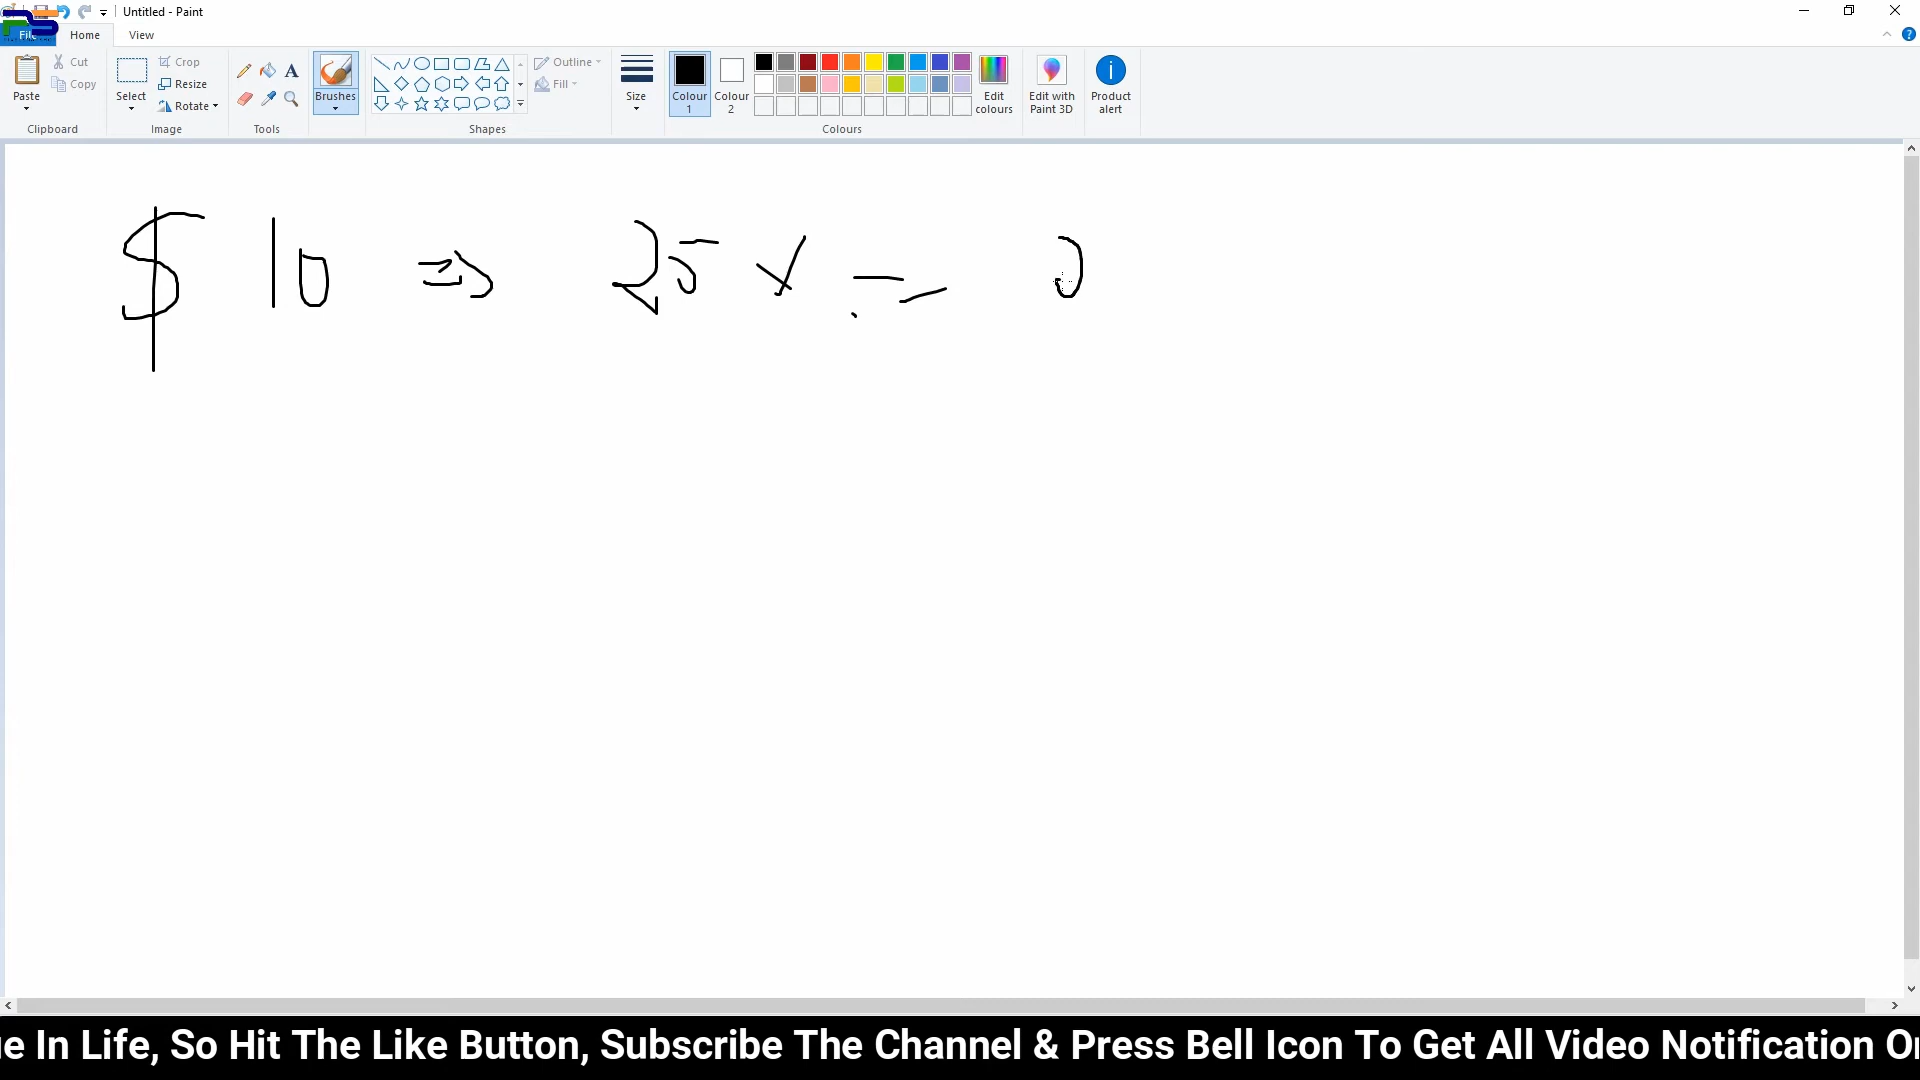 Untitled - Paint
File Home View
Paste Cut Copy Select Crop Resize Rotate Brushes Outline Fill Size Colour 1 Colour 2 Edit colours Edit with Paint 3D Product alert
Clipboard Image Tools Shapes Colours
$ 10 => 25 x = 2
e In Life, So Hit The Like Button, Subscribe The Channel & Press Bell Icon To Get All Video Notification O